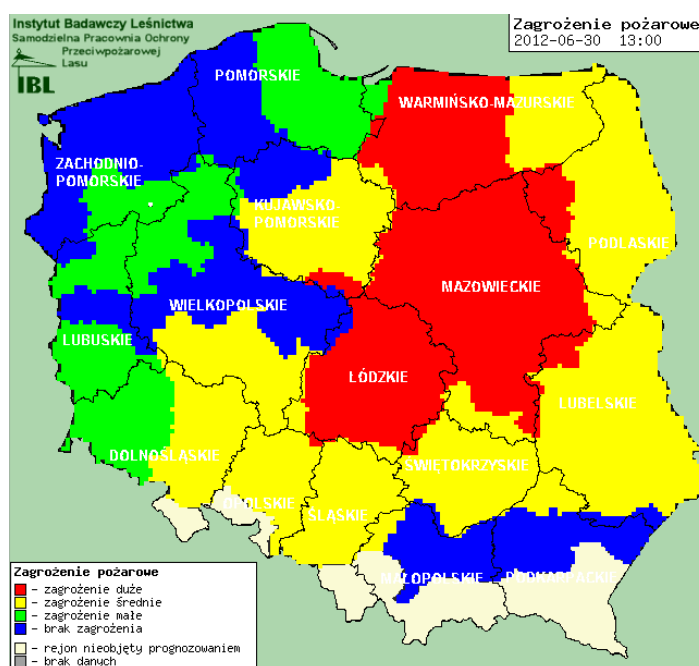 Instytut Badawczy Leśnictwa
Samodzielna Pracownia Ochrony
Przeciwpożarowej
Lasu
IBL
Zagrożenie pożarowe
2012-06-30 13:00
POMORSKIE
WARMIŃSKO-MAZURSKIE
ZACHODNIO-
POMORSKIE
KUJAWSKO-
POMORSKIE
PODLASKIE
MAZOWIECKIE
WIELKOPOLSKIE
LUBUSKIE
ŁÓDZKIE
LUBELSKIE
DOLNOŚLĄSKIE
ŚWIĘTOKRZYSKIE
OPOLSKIE
ŚLĄSKIE
MAŁOPOLSKIE
PODKARPACKIE
Zagrożenie pożarowe
- zagrożenie duże
- zagrożenie średnie
- zagrożenie małe
- brak zagrożenia
- rejon nieobjęty prognozowaniem
- brak danych